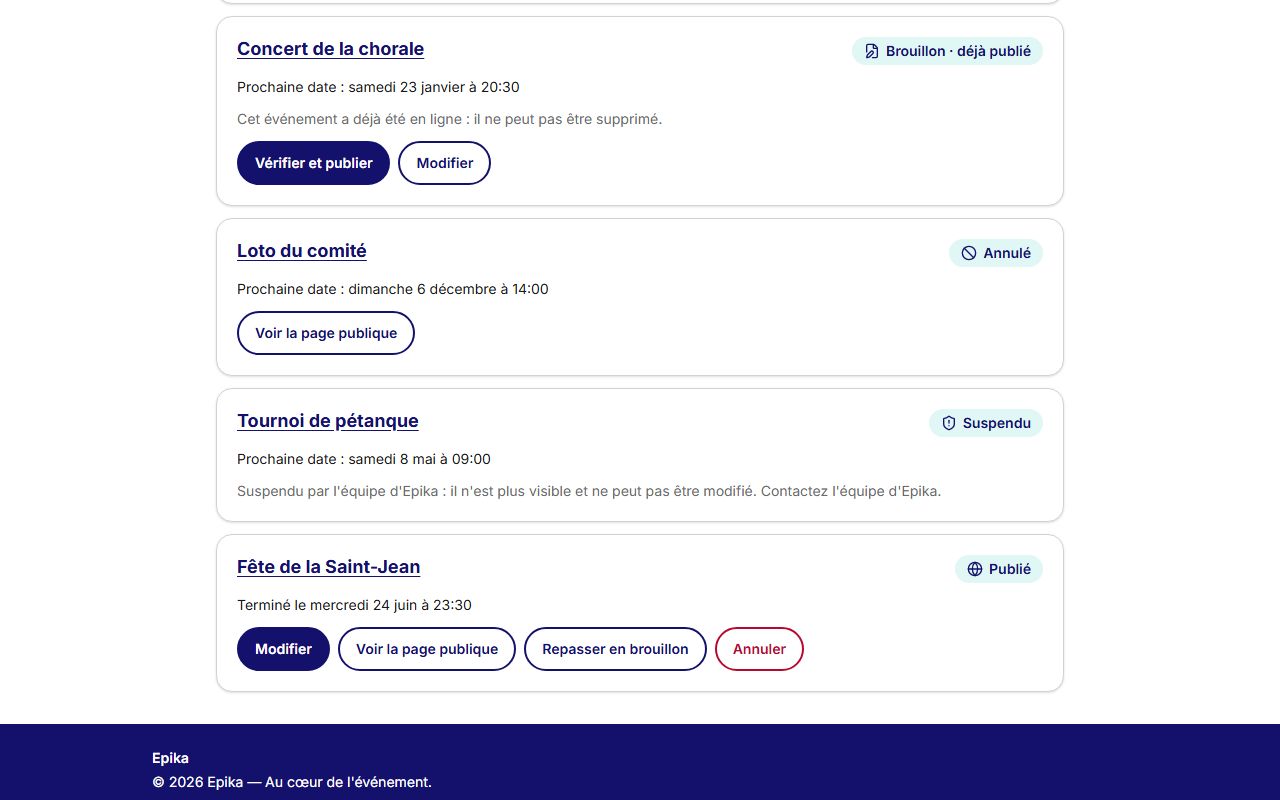 Concert de la chorale
Brouillon · déjà publié
Prochaine date : samedi 23 janvier à 20:30
Cet événement a déjà été en ligne : il ne peut pas être supprimé.
Vérifier et publier
Modifier
Loto du comité
Annulé
Prochaine date : dimanche 6 décembre à 14:00
Voir la page publique
Tournoi de pétanque
Suspendu
Prochaine date : samedi 8 mai à 09:00
Suspendu par l'équipe d'Epika : il n'est plus visible et ne peut pas être modifié. Contactez l'équipe d'Epika.
Fête de la Saint-Jean
Publié
Terminé le mercredi 24 juin à 23:30
Modifier
Voir la page publique
Repasser en brouillon
Annuler
Epika
© 2026 Epika — Au cœur de l'événement.